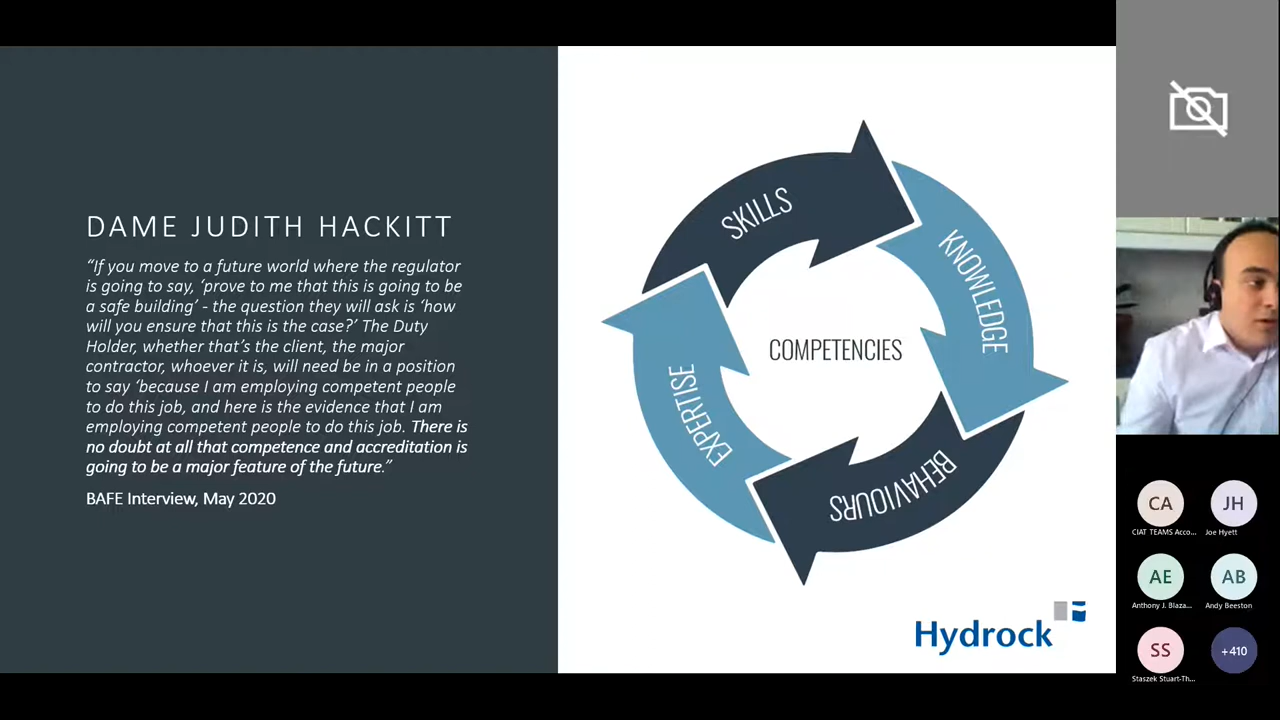 DAME JUDITH HACKITT
“If you move to a future world where the regulator
is going to say, ‘prove to me that this is going to be
a safe building’ - the question they will ask is ‘how
will you ensure that this is the case?’ The Duty
Holder, whether that’s the client, the major
contractor, whoever it is, will need be in a position
to say ‘because I am employing competent people
to do this job, and here is the evidence that I am
employing competent people to do this job. There is
no doubt at all that competence and accreditation is
going to be a major feature of the future.”
BAFE Interview, May 2020
SKILLS
KNOWLEDGE
BEHAVIOURS
EXPERTISE
COMPETENCIES
Hydrock
CA
CIAT TEAMS Acco...
JH
Joe Hyett
AE
Anthony J. Blaza...
AB
Andy Beeston
SS
Staszek Stuart-Th...
+410